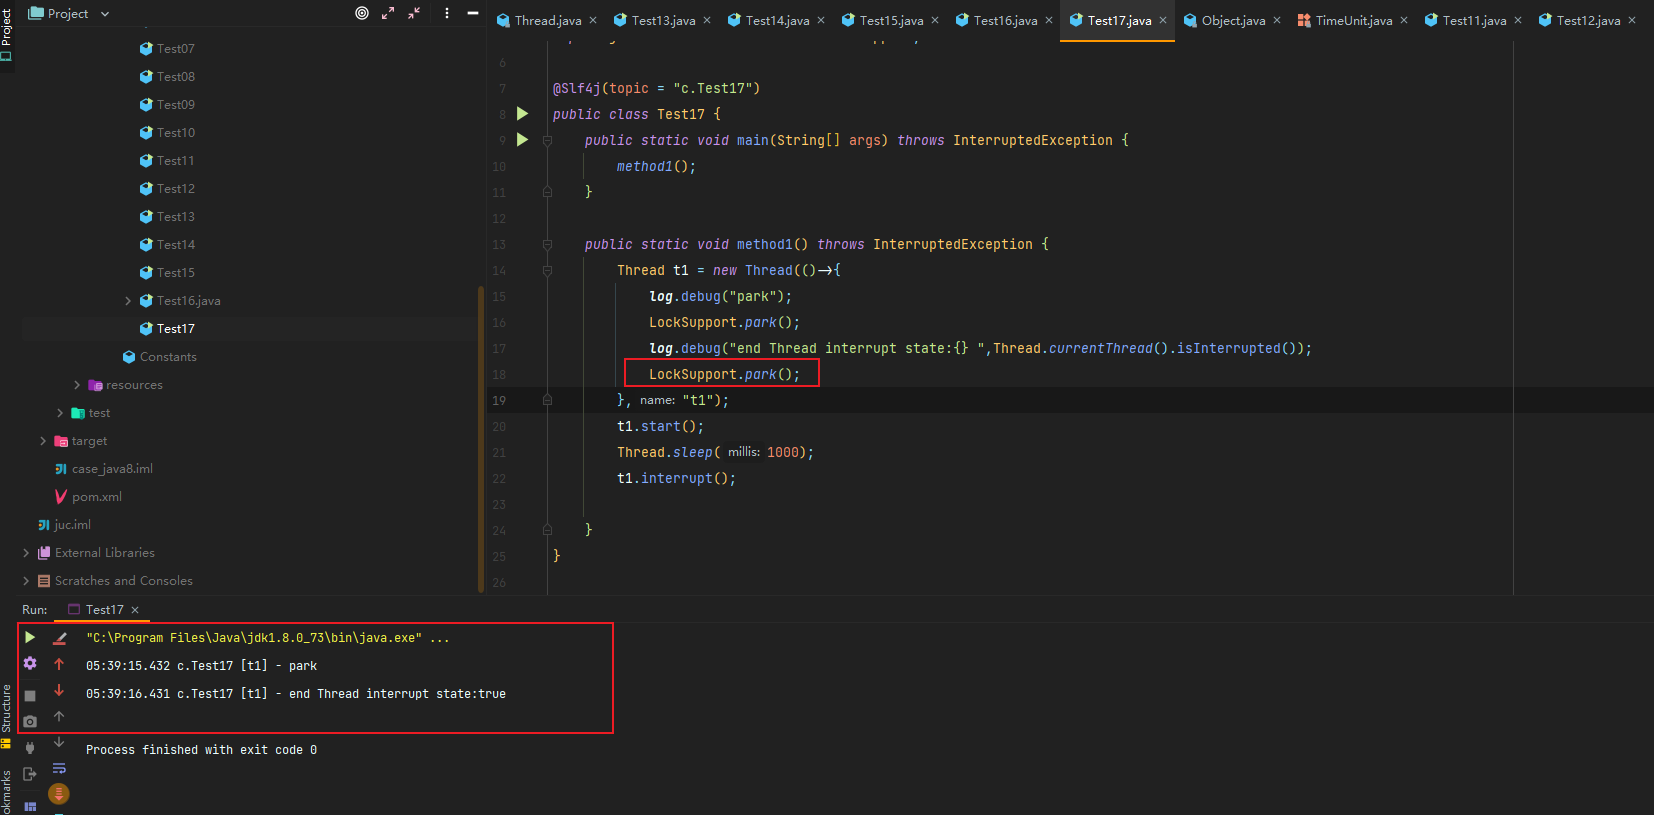 Project
Project
Thread.java
Test13.java
Test14.java
Test15.java
Test16.java
Test17.java
Object.java
TimeUnit.java
Test11.java
Test12.java
Test07
Test08
Test09
Test10
Test11
Test12
Test13
Test14
Test15
Test16.java
Test17
Constants
resources
test
target
case_java8.iml
pom.xml
juc.iml
External Libraries
Scratches and Consoles
6
7 @Slf4j(topic = "c.Test17")
8 public class Test17 {
9 public static void main(String[] args) throws InterruptedException {
10 method1();
11 }
12
13 public static void method1() throws InterruptedException {
14 Thread t1 = new Thread(()->{
15 log.debug("park");
16 LockSupport.park();
17 log.debug("end Thread interrupt state:{} ",Thread.currentThread().isInterrupted());
18 LockSupport.park();
19 }, name: "t1");
20 t1.start();
21 Thread.sleep( millis: 1000);
22 t1.interrupt();
23
24 }
25 }
26
Run: Test17
"C:\Program Files\Java\jdk1.8.0_73\bin\java.exe" ...
05:39:15.432 c.Test17 [t1] - park
05:39:16.431 c.Test17 [t1] - end Thread interrupt state:true
Process finished with exit code 0
Structure